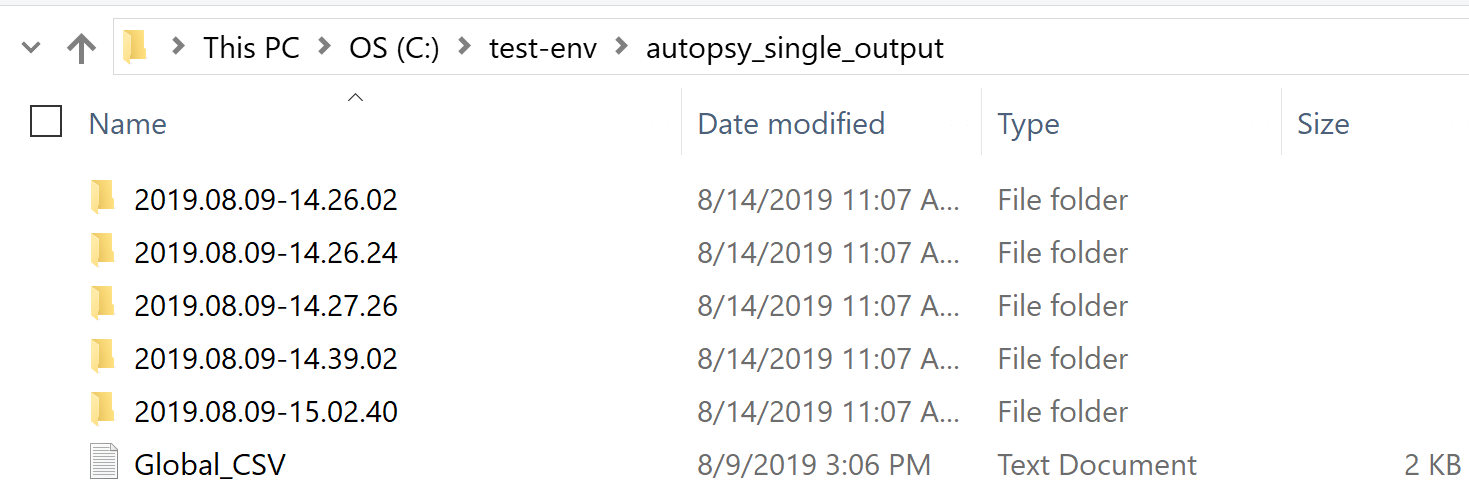 This PC > OS (C:) > test-env > autopsy_single_output
Name Date modified Type Size
2019.08.09-14.26.02 8/14/2019 11:07 A... File folder
2019.08.09-14.26.24 8/14/2019 11:07 A... File folder
2019.08.09-14.27.26 8/14/2019 11:07 A... File folder
2019.08.09-14.39.02 8/14/2019 11:07 A... File folder
2019.08.09-15.02.40 8/14/2019 11:07 A... File folder
Global_CSV 8/9/2019 3:06 PM Text Document 2 KB